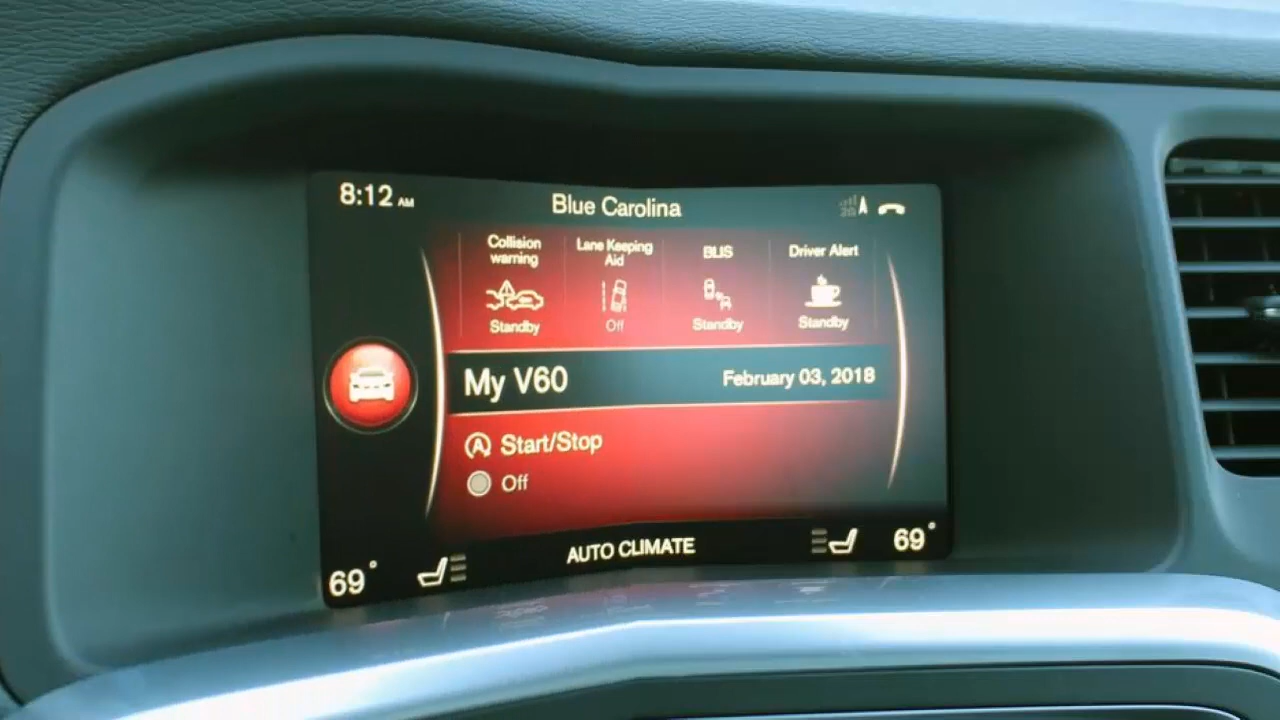 8:12 AM
Blue Carolina
Collision warning
Lane Keeping Aid
BLIS
Driver Alert
Standby
Off
Standby
Standby
My V60
February 03, 2018
Start/Stop
Off
69°
AUTO CLIMATE
69°